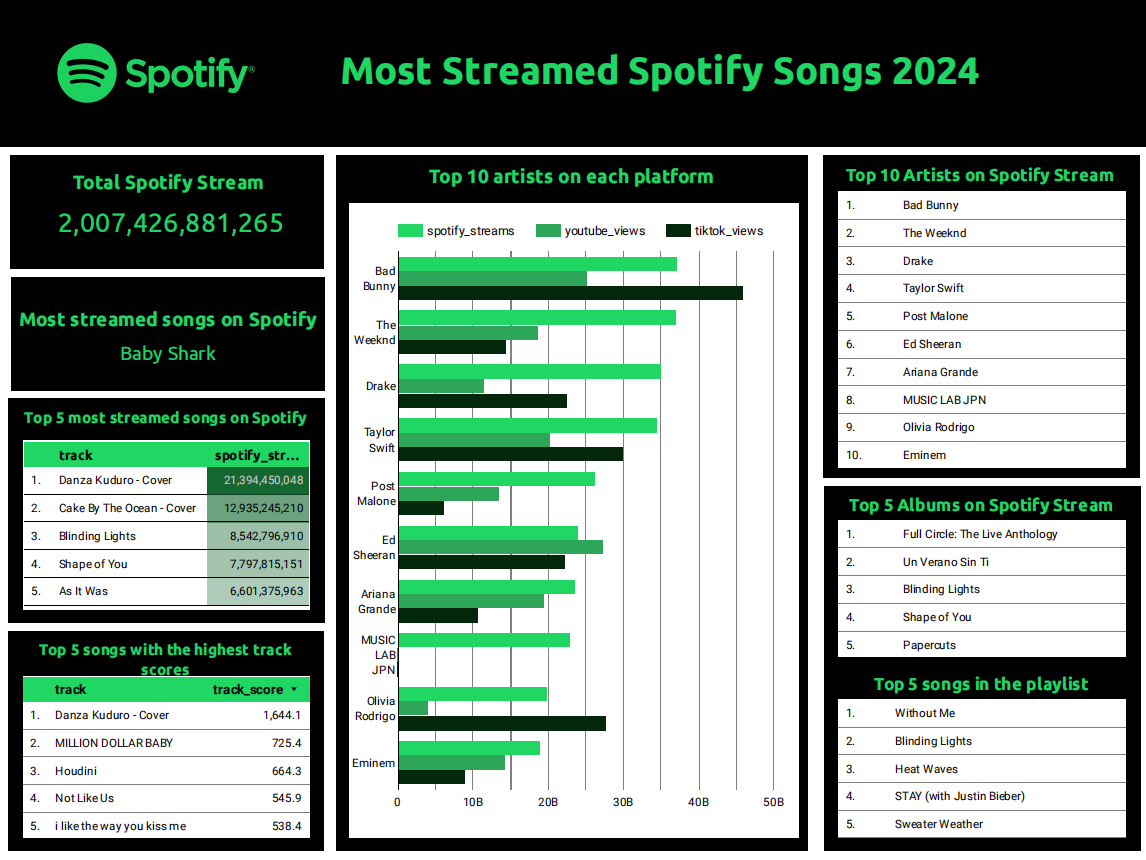 Spotify®
Most Streamed Spotify Songs 2024
Total Spotify Stream
2,007,426,881,265
Most streamed songs on Spotify
Baby Shark
Top 5 most streamed songs on Spotify
track spotify_str...
1. Danza Kuduro - Cover 21,394,450,048
2. Cake By The Ocean - Cover 12,935,245,210
3. Blinding Lights 8,542,796,910
4. Shape of You 7,797,815,151
5. As It Was 6,601,375,963
Top 5 songs with the highest track
scores
track track_score
1. Danza Kuduro - Cover 1,644.1
2. MILLION DOLLAR BABY 725.4
3. Houdini 664.3
4. Not Like Us 545.9
5. i like the way you kiss me 538.4
Top 10 artists on each platform
spotify_streams youtube_views tiktok_views
Bad
Bunny
The
Weeknd
Drake
Taylor
Swift
Post
Malone
Ed
Sheeran
Ariana
Grande
MUSIC
LAB
JPN
Olivia
Rodrigo
Eminem
0 10B 20B 30B 40B 50B
Top 10 Artists on Spotify Stream
1. Bad Bunny
2. The Weeknd
3. Drake
4. Taylor Swift
5. Post Malone
6. Ed Sheeran
7. Ariana Grande
8. MUSIC LAB JPN
9. Olivia Rodrigo
10. Eminem
Top 5 Albums on Spotify Stream
1. Full Circle: The Live Anthology
2. Un Verano Sin Ti
3. Blinding Lights
4. Shape of You
5. Papercuts
Top 5 songs in the playlist
1. Without Me
2. Blinding Lights
3. Heat Waves
4. STAY (with Justin Bieber)
5. Sweater Weather